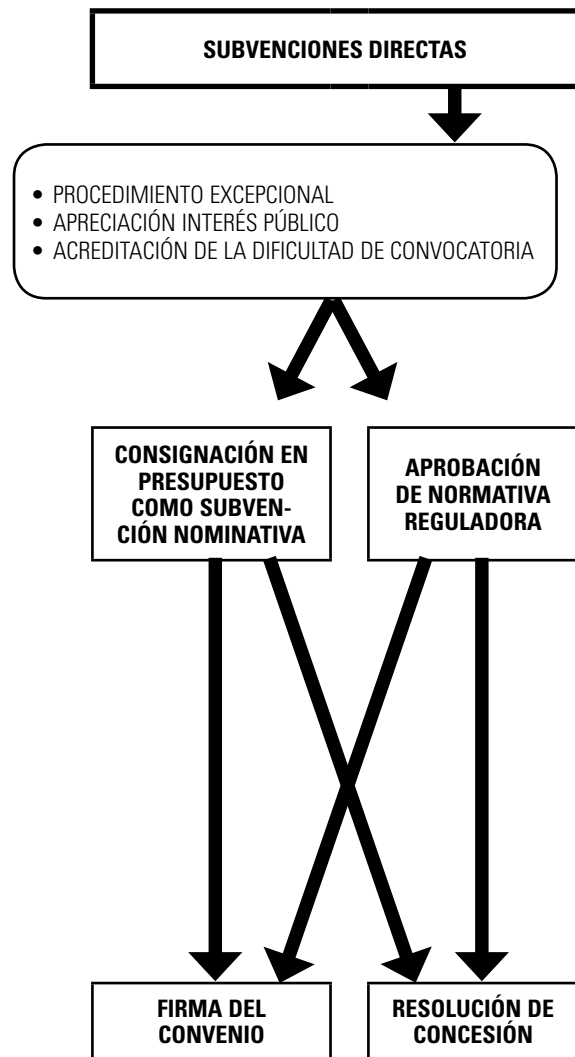 SUBVENCIONES DIRECTAS
• PROCEDIMIENTO EXCEPCIONAL
• APRECIACIÓN INTERÉS PÚBLICO
• ACREDITACIÓN DE LA DIFICULTAD DE CONVOCATORIA
CONSIGNACIÓN EN
PRESUPUESTO
COMO SUBVEN-
CIÓN NOMINATIVA
APROBACIÓN
DE NORMATIVA
REGULADORA
FIRMA DEL
CONVENIO
RESOLUCIÓN DE
CONCESIÓN